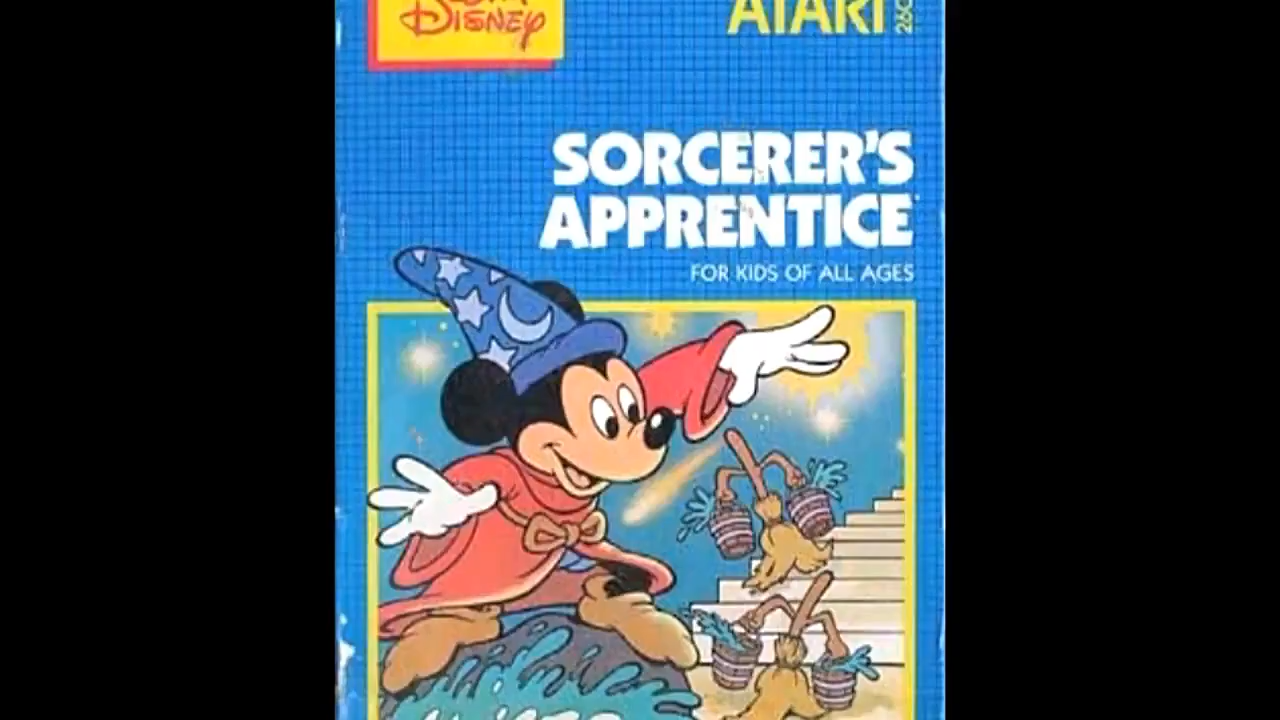 DISNEY
ATARI
SORCERER'S
APPRENTICE
FOR KIDS OF ALL AGES